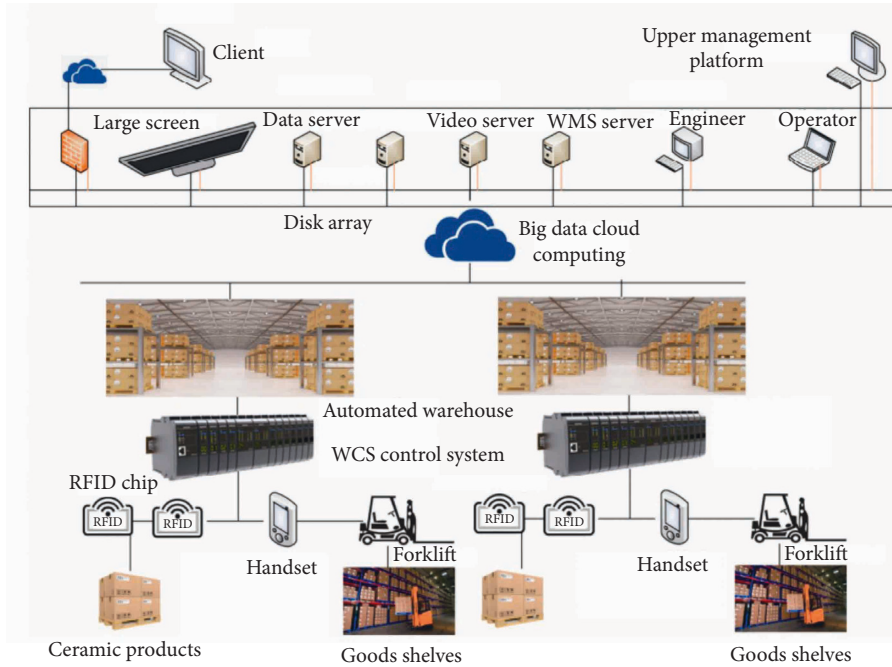 Client
Upper management
platform
Large screen
Data server
Video server
WMS server
Engineer
Operator
Disk array
Big data cloud
computing
Automated warehouse
WCS control system
RFID chip
RFID
RFID
RFID
RFID
Handset
Forklift
Handset
Forklift
Ceramic products
Goods shelves
Goods shelves